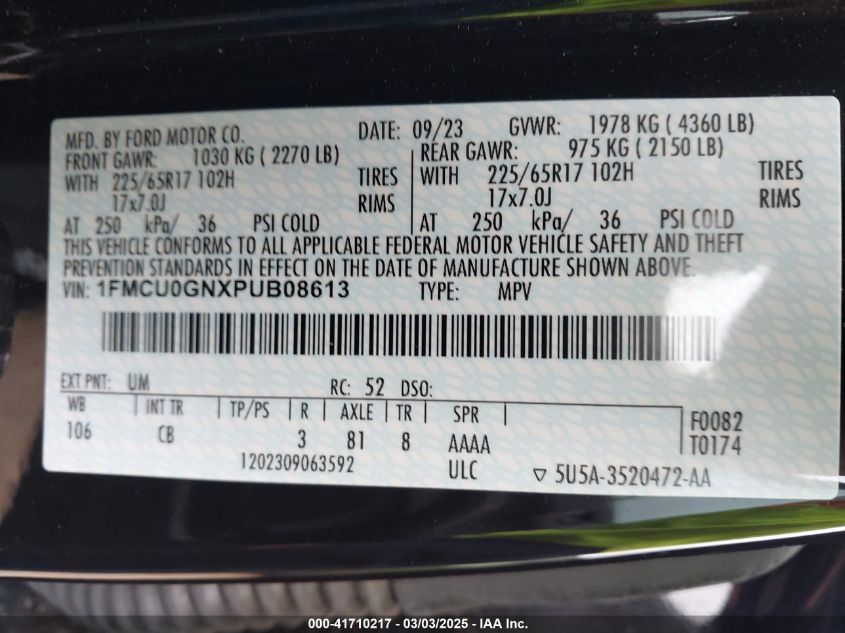 MFD. BY FORD MOTOR CO. DATE: 09/23 GVWR: 1978 KG ( 4360 LB)
FRONT GAWR: 1030 KG ( 2270 LB) REAR GAWR: 975 KG ( 2150 LB)
WITH 225/65R17 102H TIRES WITH 225/65R17 102H TIRES
17x7.0J RIMS 17x7.0J RIMS
AT 250 kPa/ 36 PSI COLD AT 250 kPa/ 36 PSI COLD
THIS VEHICLE CONFORMS TO ALL APPLICABLE FEDERAL MOTOR VEHICLE SAFETY AND THEFT
PREVENTION STANDARDS IN EFFECT ON THE DATE OF MANUFACTURE SHOWN ABOVE.
VIN: 1FMCU0GNXPUB08613 TYPE: MPV
EXT PNT: UM RC: 52 DSO:
WB INT TR TP/PS R AXLE TR SPR F0082
106 CB 3 81 8 AAAA T0174
1202309063592 ULC ▽ 5U5A-3520472-AA
000-41710217 - 03/03/2025 - IAA Inc.